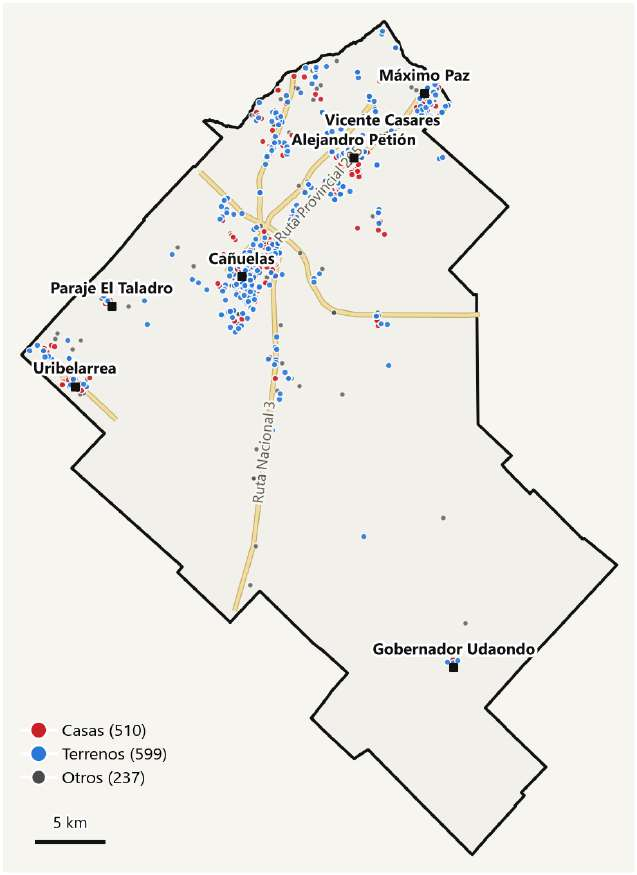 Máximo Paz
Vicente Casares
Alejandro Petión
Ruta Provincial 205
Cañuelas
Paraje El Taladro
Uribelarrea
Ruta Nacional 3
Gobernador Udaondo
Casas (510)
Terrenos (599)
Otros (237)
5 km